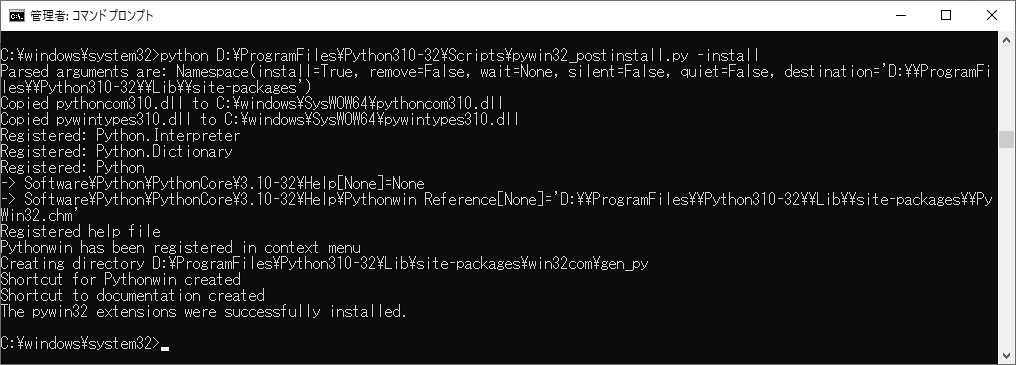 管理者: コマンドプロンプト
C:¥windows¥system32>python D:¥ProgramFiles¥Python310-32¥Scripts¥pywin32_postinstall.py -install
Parsed arguments are: Namespace(install=True, remove=False, wait=None, silent=False, quiet=False, destination='D:¥¥ProgramFi
les¥¥Python310-32¥¥Lib¥¥site-packages')
Copied pythoncom310.dll to C:¥windows¥SysWOW64¥pythoncom310.dll
Copied pywintypes310.dll to C:¥windows¥SysWOW64¥pywintypes310.dll
Registered: Python.Interpreter
Registered: Python.Dictionary
Registered: Python
-> Software¥Python¥PythonCore¥3.10-32¥Help[None]=None
-> Software¥Python¥PythonCore¥3.10-32¥Help¥Pythonwin Reference[None]='D:¥¥ProgramFiles¥¥Python310-32¥¥Lib¥¥site-packages¥¥Py
Win32.chm'
Registered help file
Pythonwin has been registered in context menu
Creating directory D:¥ProgramFiles¥Python310-32¥Lib¥site-packages¥win32com¥gen_py
Shortcut for Pythonwin created
Shortcut to documentation created
The pywin32 extensions were successfully installed.
C:¥windows¥system32>